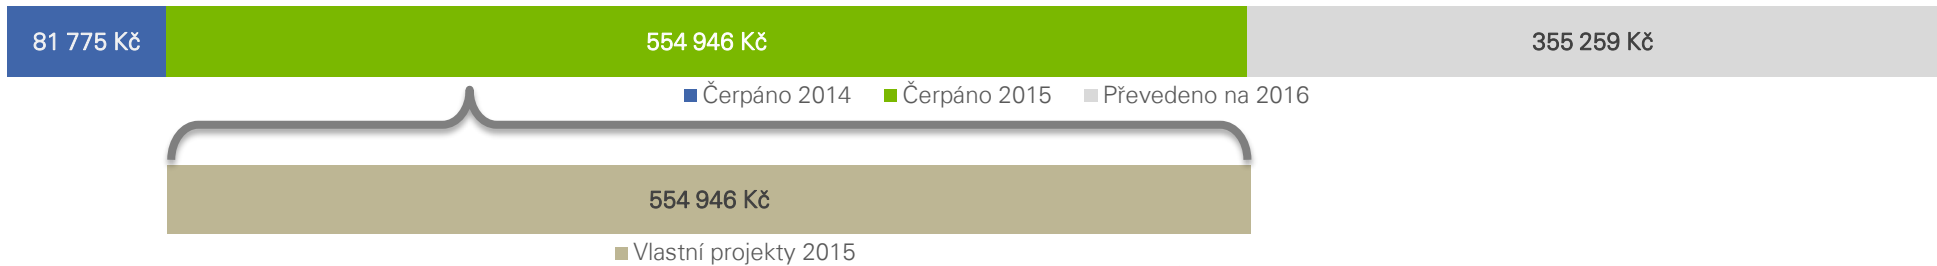 81 775 Kč 554 946 Kč 355 259 Kč
Čerpáno 2014 Čerpáno 2015 Převedeno na 2016
554 946 Kč
Vlastní projekty 2015